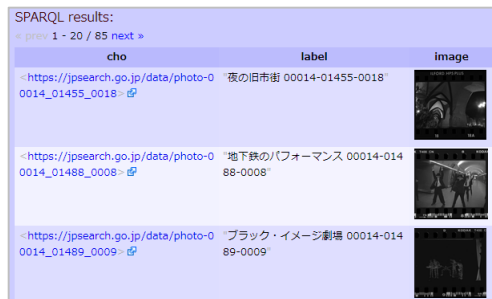 SPARQL results:
« prev 1 - 20 / 85 next »
cho label image
<https://jpsearch.go.jp/data/photo-0 "夜の旧市街 00014-01455-0018"
0014_01455_0018>
<https://jpsearch.go.jp/data/photo-0 "地下鉄のパフォーマンス 00014-014
0014_01488_0008> 88-0008"
<https://jpsearch.go.jp/data/photo-0 "ブラック・イメージ劇場 00014-014
0014_01489_0009> 89-0009"